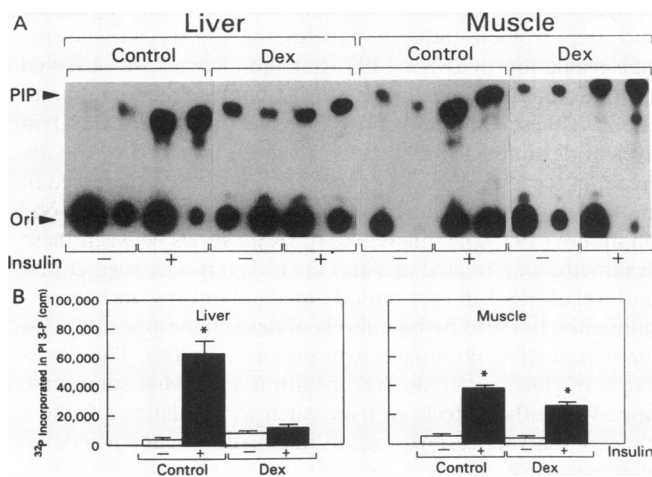 A
Liver Muscle
Control Dex Control Dex
PIP
Ori
Insulin – + – + – + – +
B
³²P Incorporated in PI 3-P (cpm)
100,000
80,000
60,000
40,000
20,000
0
Liver Muscle
* * *
– + – + – + – + Insulin
Control Dex Control Dex